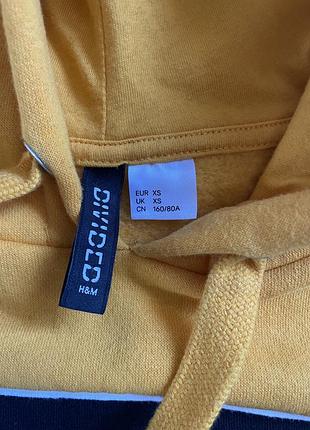 DIVIDED
H&M
EUR XS
UK XS
CN 160/80A